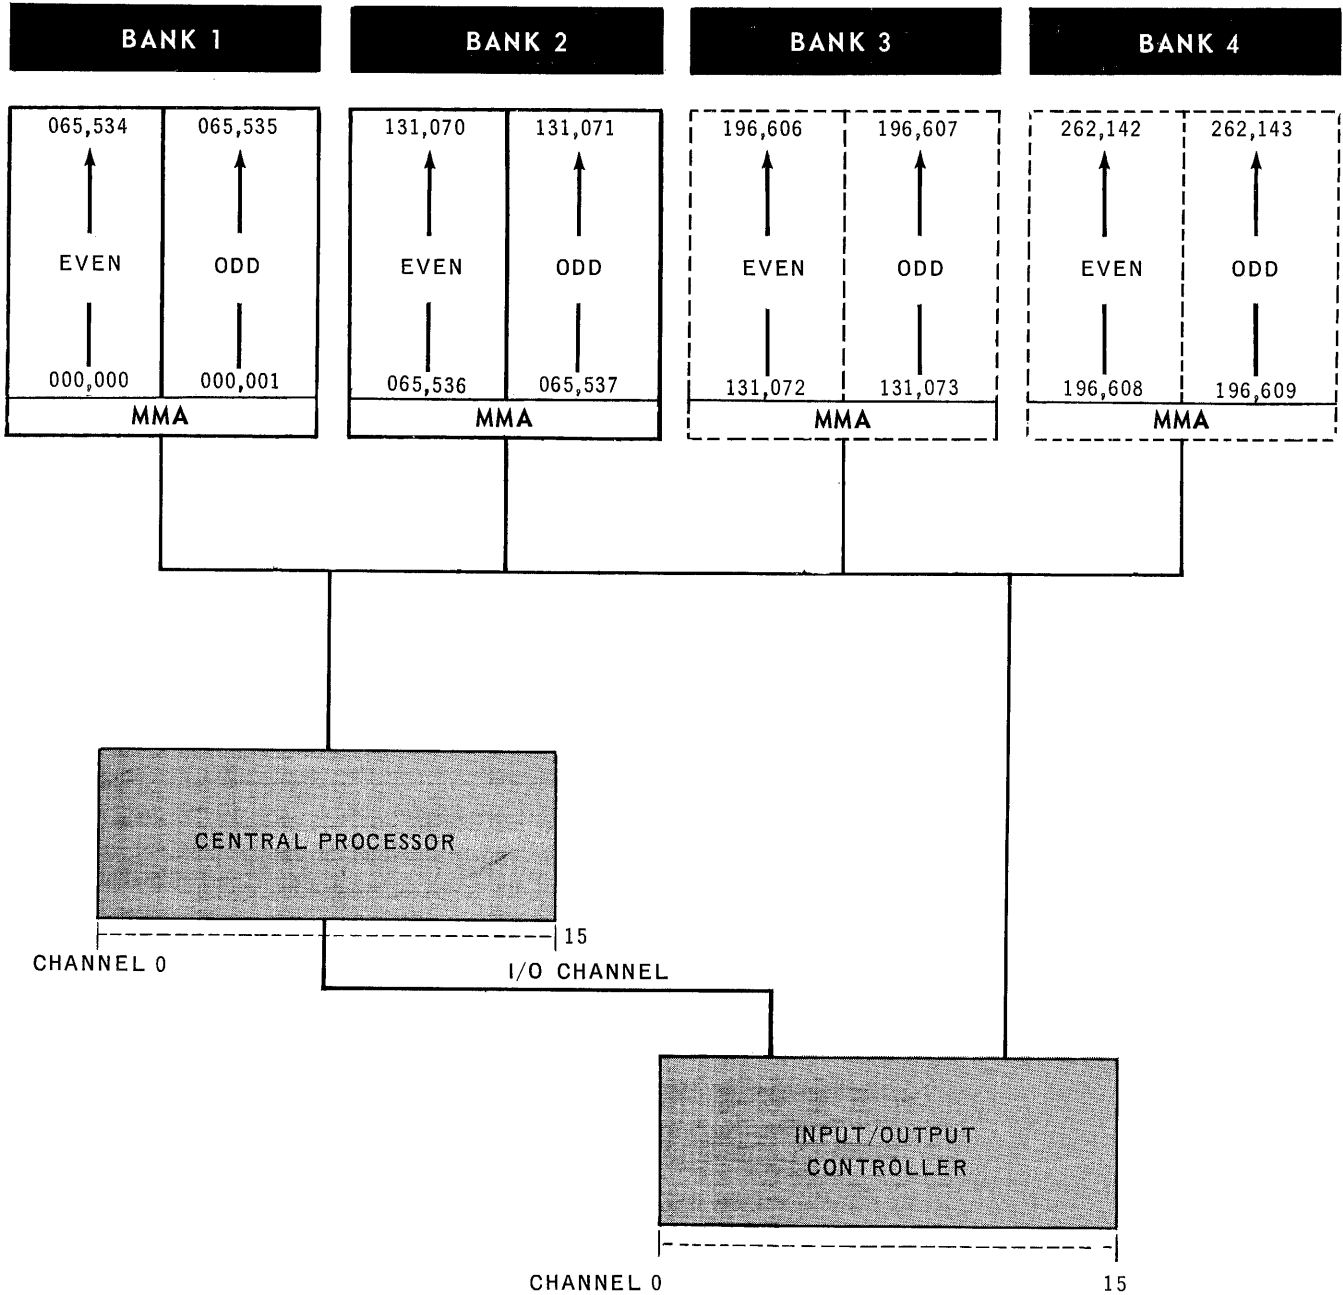 BANK 1
BANK 2
BANK 3
BANK 4
065,534
065,535
131,070
131,071
196,606
196,607
262,142
262,143
EVEN
ODD
EVEN
ODD
EVEN
ODD
EVEN
ODD
000,000
000,001
065,536
065,537
131,072
131,073
196,608
196,609
MMA
MMA
MMA
MMA
CENTRAL PROCESSOR
CHANNEL 0
15
I/O CHANNEL
INPUT/OUTPUT
CONTROLLER
CHANNEL 0
15